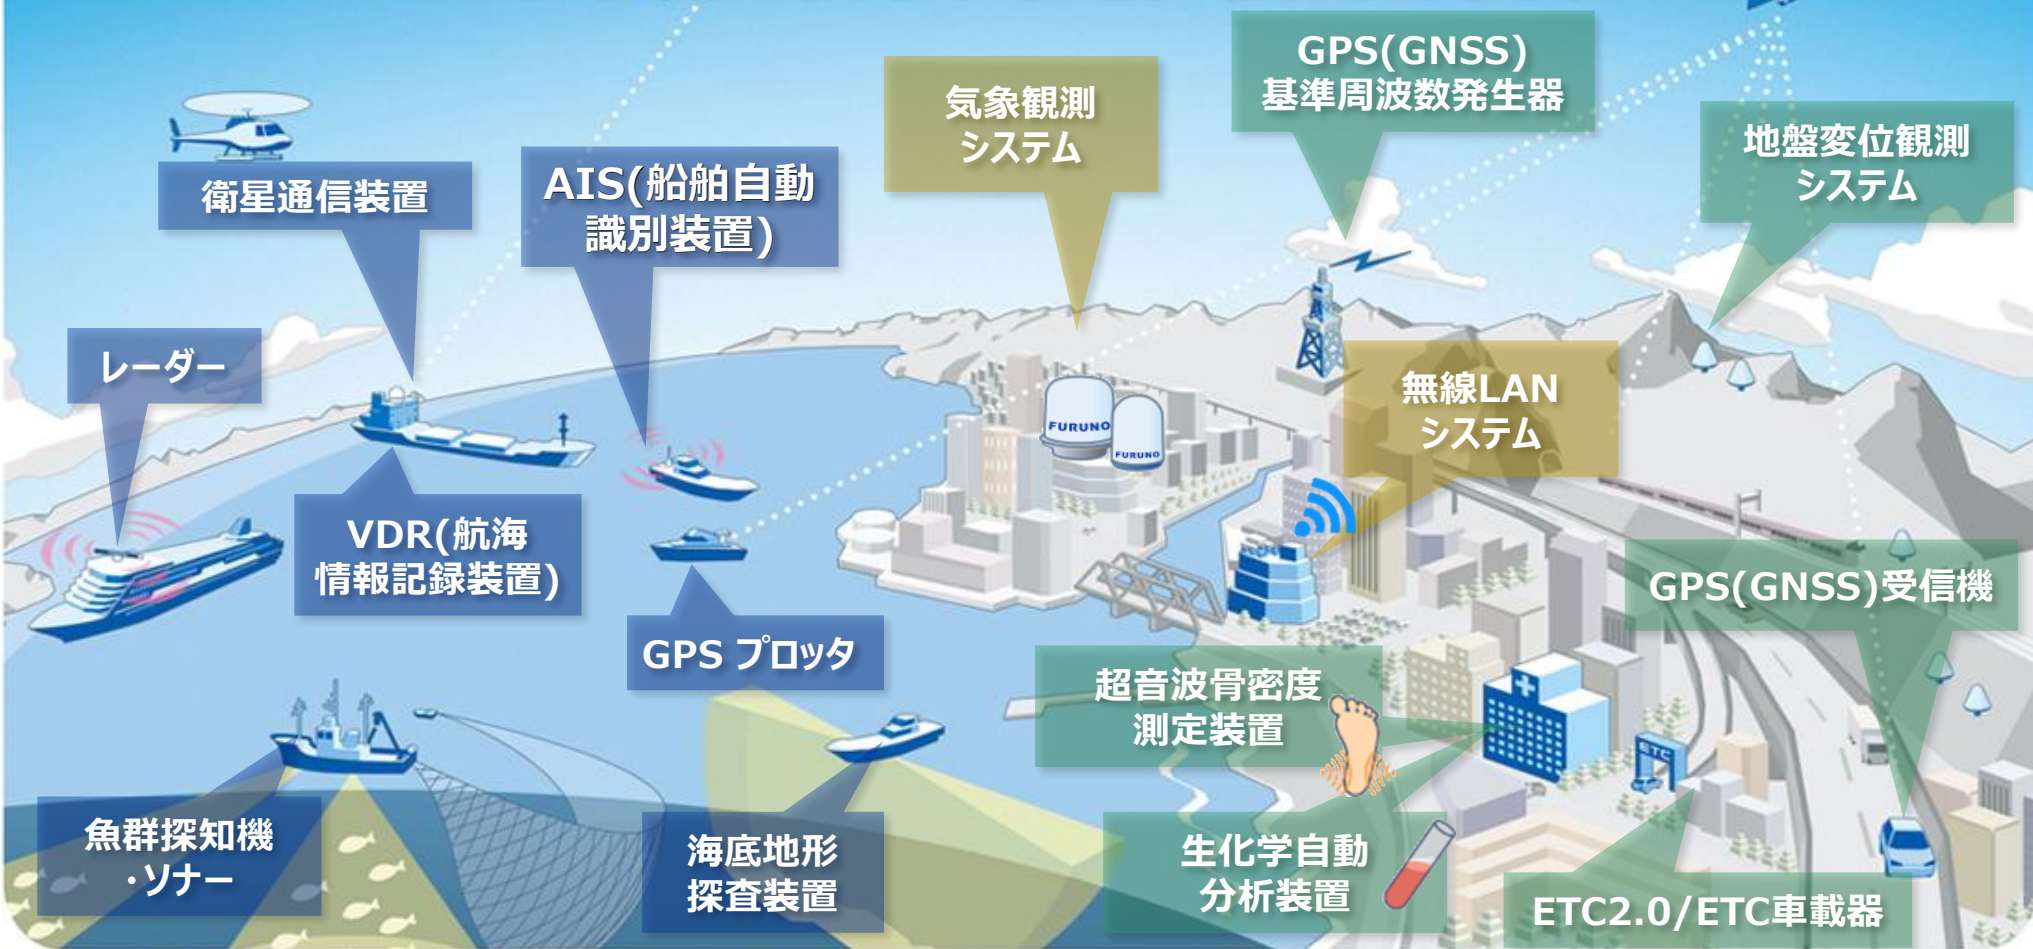 GPS(GNSS)
基準周波数発生器
気象観測
システム
地盤変位観測
システム
衛星通信装置
AIS(船舶自動
識別装置)
レーダー
無線LAN
システム
FURUNO
FURUNO
VDR(航海
情報記録装置)
GPS(GNSS)受信機
GPS プロッタ
超音波骨密度
測定装置
ETC
魚群探知機
・ソナー
海底地形
探査装置
生化学自動
分析装置
ETC2.0/ETC車載器